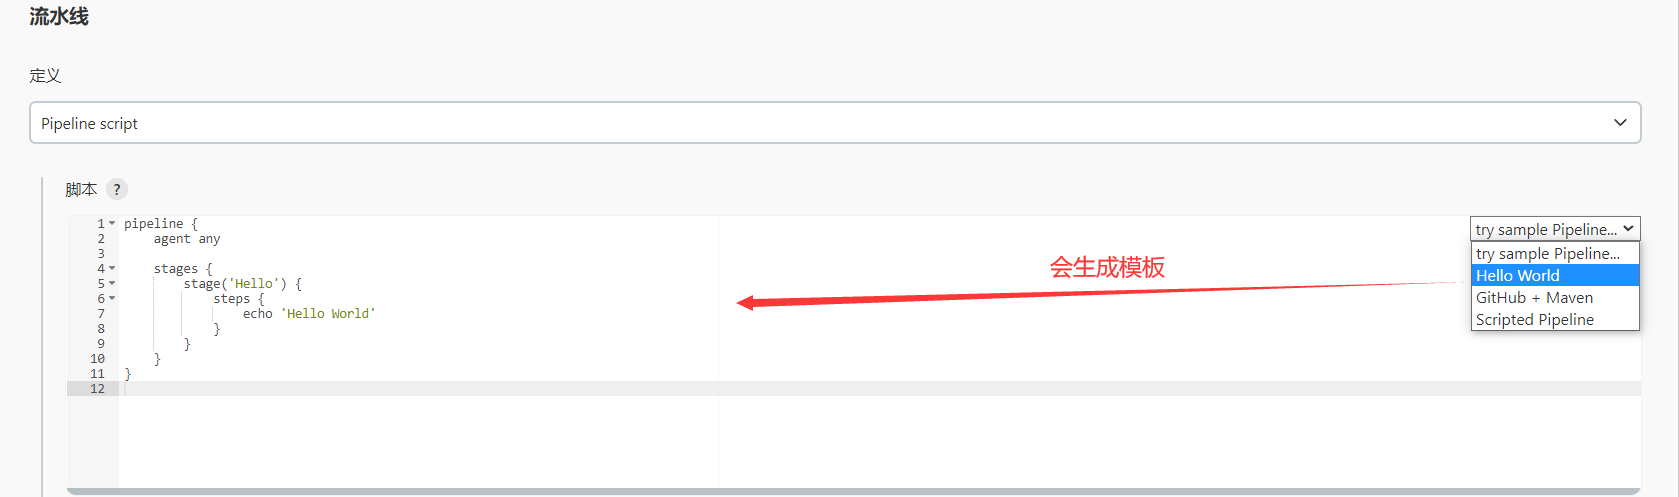 流水线
定义
Pipeline script
脚本 ?
try sample Pipeline...
try sample Pipeline...
Hello World
GitHub + Maven
Scripted Pipeline
会生成模板
1 pipeline {
2     agent any
3
4     stages {
5         stage('Hello') {
6             steps {
7                 echo 'Hello World'
8             }
9         }
10     }
11 }
12